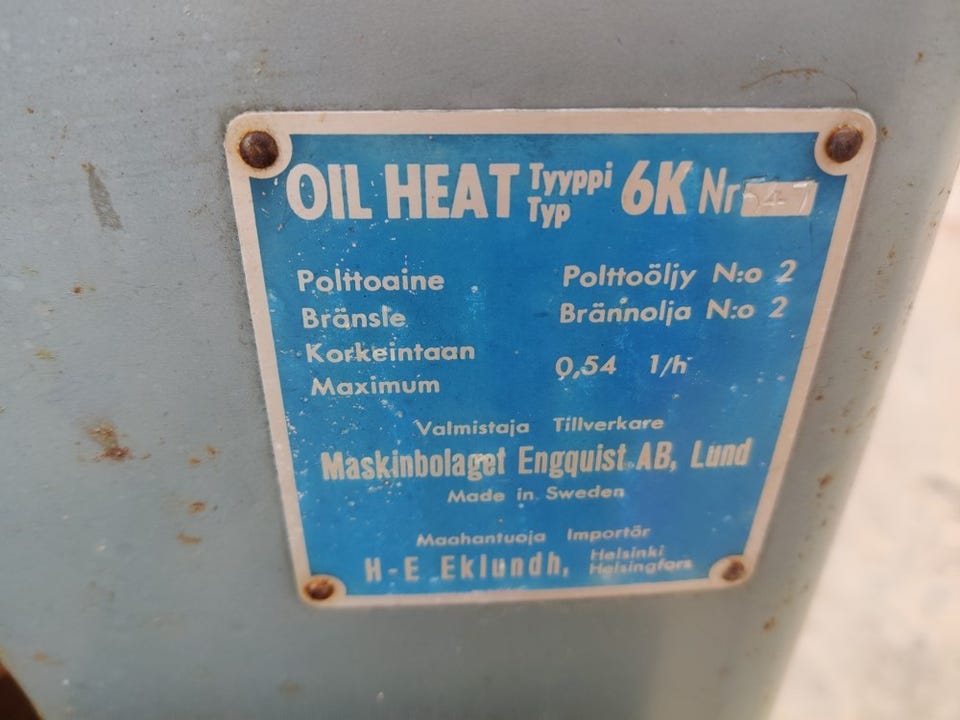 OIL HEAT Tyyppi Typ 6K Nr 547
Polttoaine Polttoöljy N:o 2
Bränsle Brännolja N:o 2
Korkeintaan
Maximum 0,54 l/h
Valmistaja Tillverkare
Maskinbolaget Engquist AB, Lund
Made in Sweden
Maahantuoja Importör
H-E Eklundh, Helsinki Helsingfors